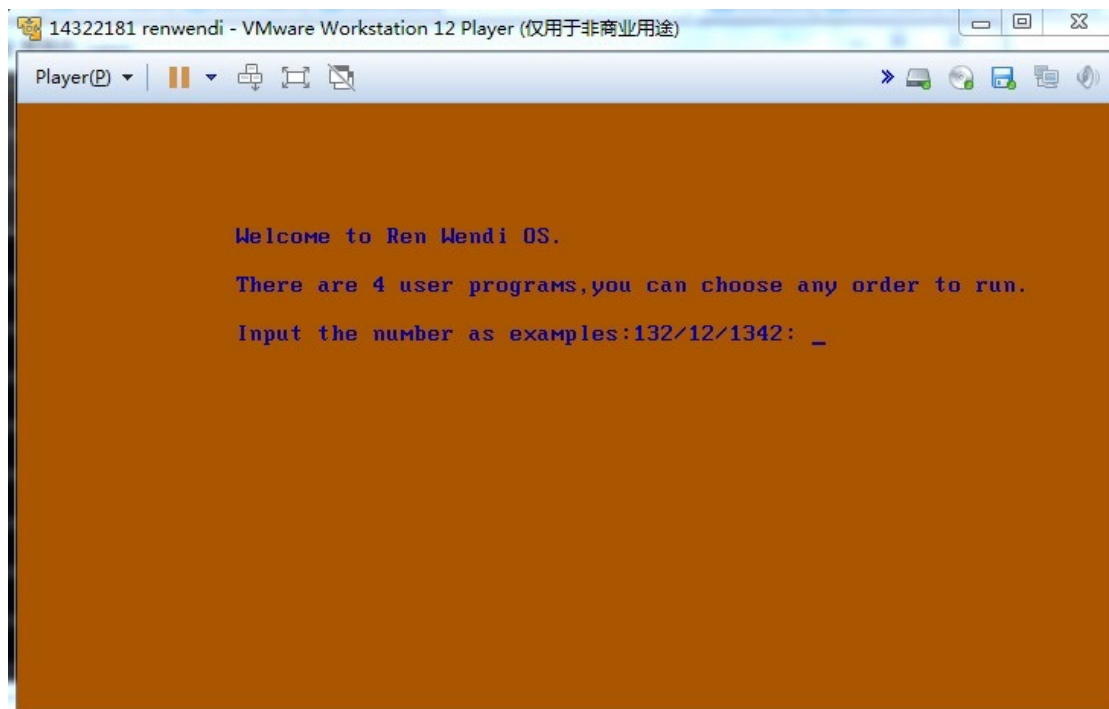 14322181 renwendi - VMware Workstation 12 Player (仅用于非商业用途)
Player(P)
Welcome to Ren Wendi OS.
There are 4 user programs,you can choose any order to run.
Input the number as examples:132/12/1342: _